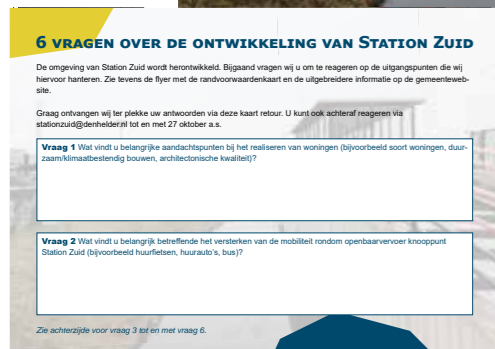 6 VRAGEN OVER DE ONTWIKKELING VAN STATION ZUID
De omgeving van Station Zuid wordt herontwikkeld. Bijgaand vragen wij u om te reageren op de uitgangspunten die wij
hiervoor hanteren. Zie tevens de flyer met de randvoorwaardenkaart en de uitgebreidere informatie op de gemeenteweb-
site.
Graag ontvangen wij ter plekke uw antwoorden via deze kaart retour. U kunt ook achteraf reageren via
stationzuid@denhelder.nl tot en met 27 oktober a.s.
Vraag 1 Wat vindt u belangrijke aandachtspunten bij het realiseren van woningen (bijvoorbeeld soort woningen, duur-
zaam/klimaatbestendig bouwen, architectonische kwaliteit)?
Vraag 2 Wat vindt u belangrijk betreffende het versterken van de mobiliteit rondom openbaarvervoer knooppunt
Station Zuid (bijvoorbeeld huurfietsen, huurauto's, bus)?
Zie achterzijde voor vraag 3 tot en met vraag 6.